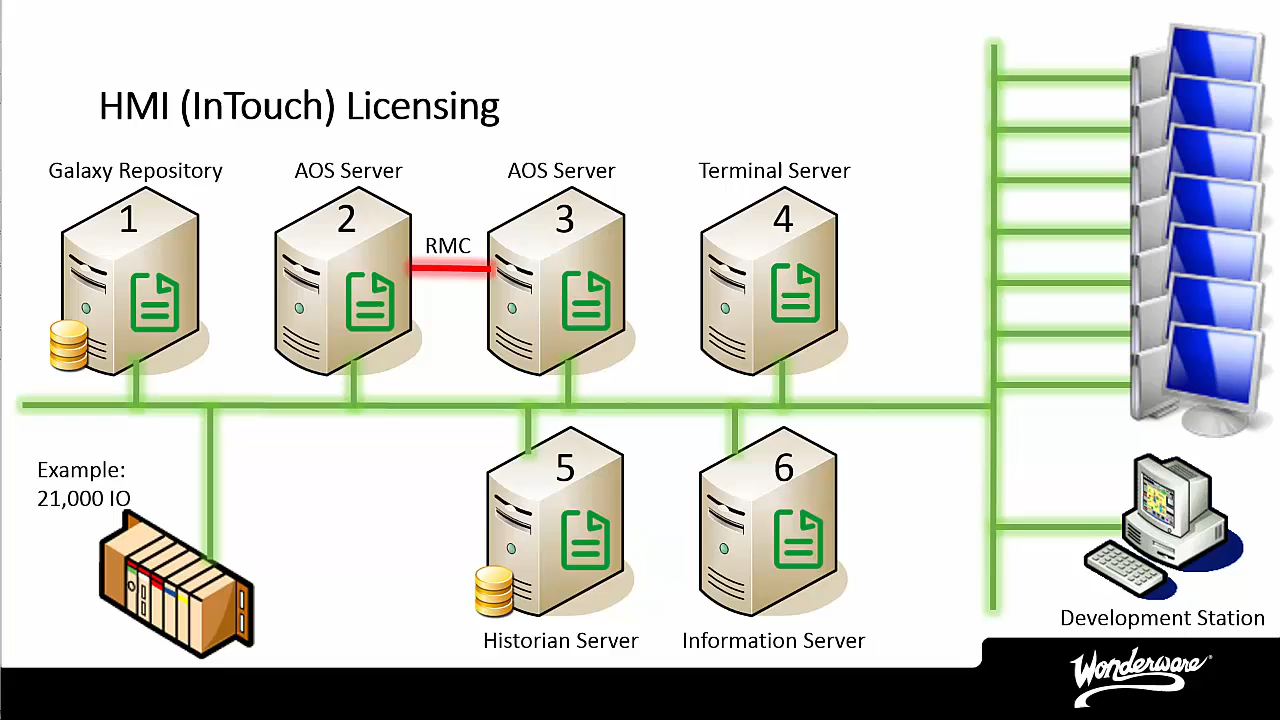 HMI (InTouch) Licensing
Galaxy Repository
AOS Server
AOS Server
Terminal Server
1
2
3
4
RMC
Example:
21,000 IO
5
6
Historian Server
Information Server
Development Station
Wonderware